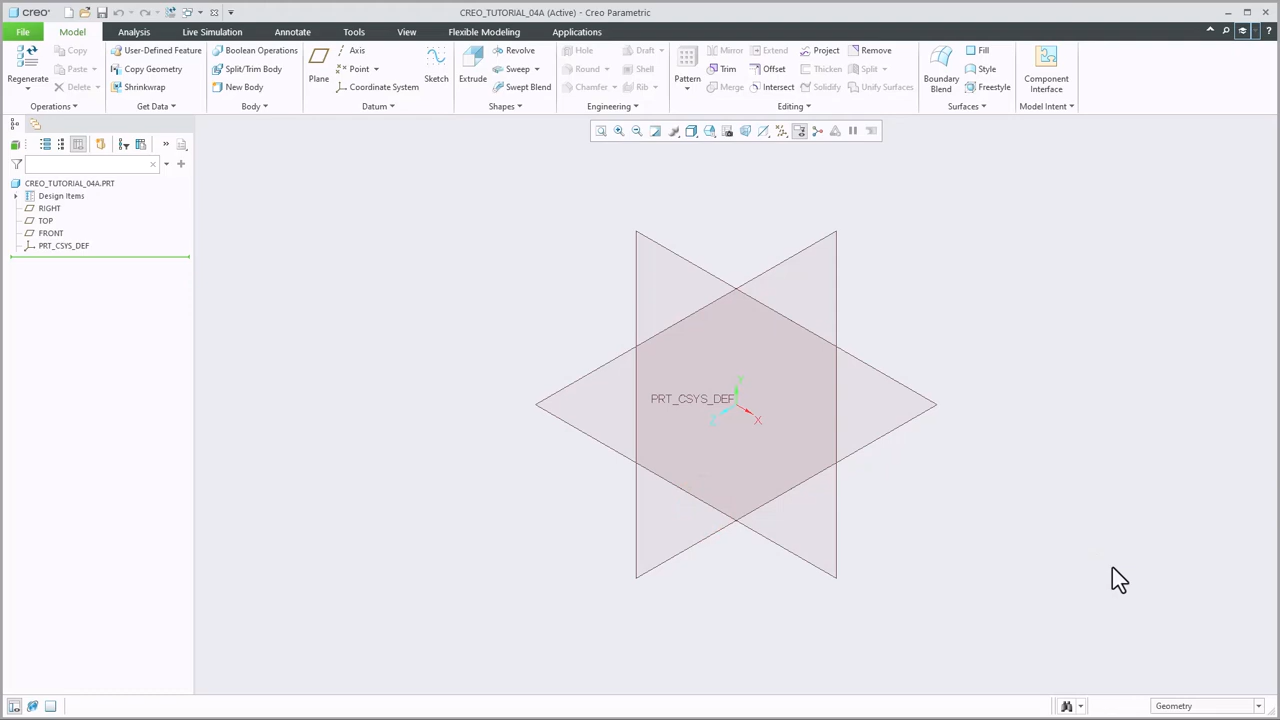 creo
CREO_TUTORIAL_04A (Active) - Creo Parametric
File Model Analysis Live Simulation Annotate Tools View Flexible Modeling Applications
Regenerate
Copy
Paste
Delete
Operations
User-Defined Feature
Copy Geometry
Shrinkwrap
Get Data
Boolean Operations
Split/Trim Body
New Body
Body
Plane
Axis
Point
Coordinate System
Sketch
Datum
Extrude
Revolve
Sweep
Swept Blend
Shapes
Hole
Round
Chamfer
Draft
Shell
Rib
Engineering
Pattern
Mirror
Trim
Merge
Extend
Offset
Intersect
Project
Thicken
Solidify
Remove
Split
Unify Surfaces
Editing
Boundary
Blend
Fill
Style
Freestyle
Surfaces
Component
Interface
Model Intent
CREO_TUTORIAL_04A.PRT
Design Items
RIGHT
TOP
FRONT
PRT_CSYS_DEF
PRT_CSYS_DEF
Y
X
Z
Geometry